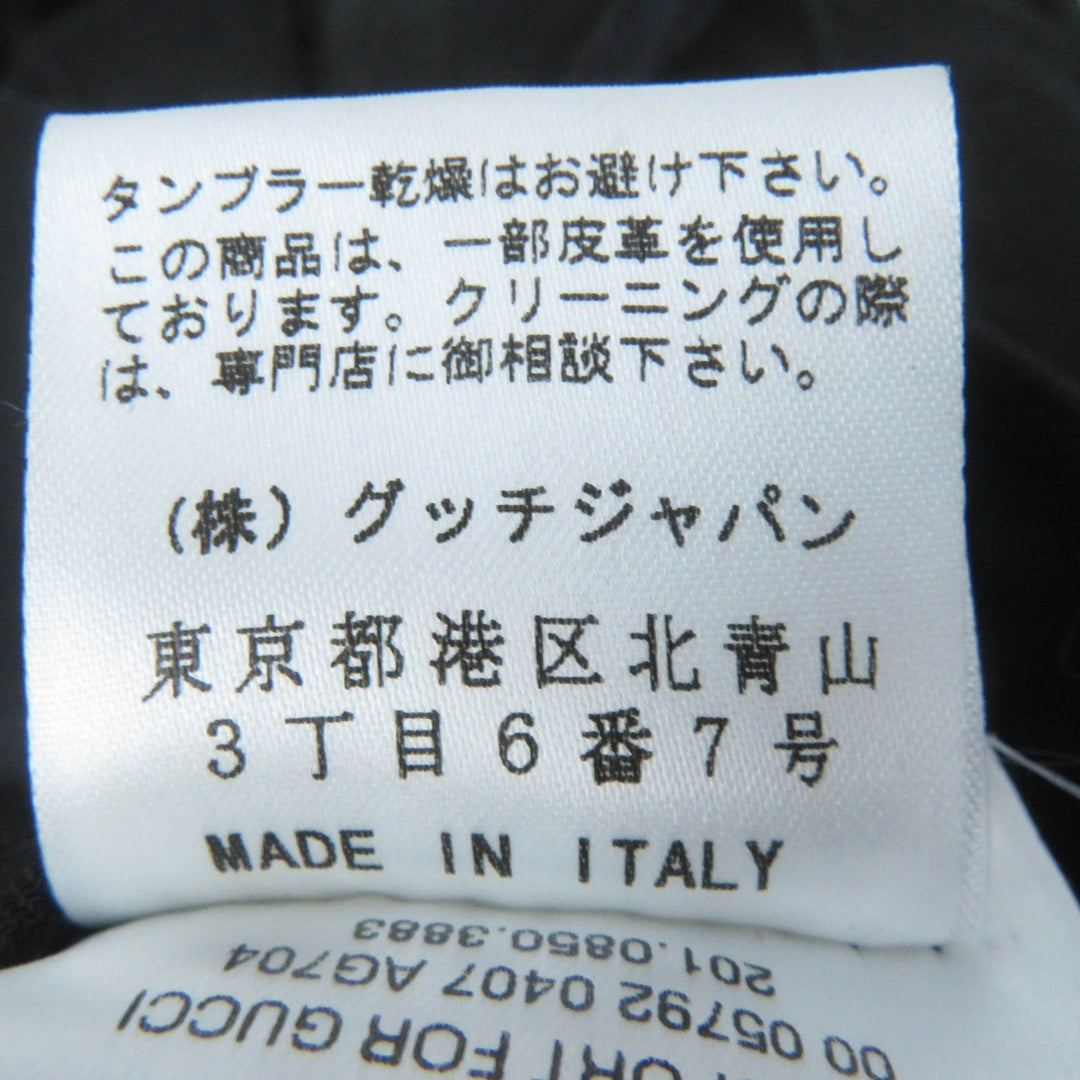 タンブラー乾燥はお避け下さい。
この商品は、一部皮革を使用し
ております。クリーニングの際
は、専門店に御相談下さい。
(株) グッチジャパン
東京都港区北青山
3丁目6番7号
MADE IN ITALY
201.0850.3883
00 05792 0407 AG704
FOR GUCCI